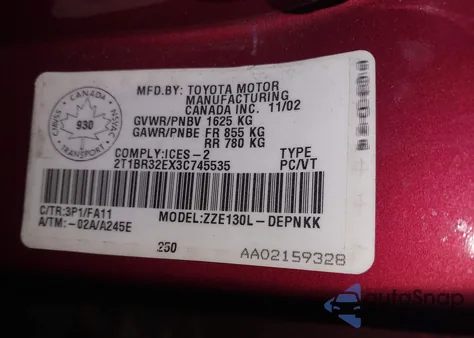 MFD.BY: TOYOTA MOTOR
MANUFACTURING
CANADA INC. 11/02
GVWR/PNBV 1625 KG
GAWR/PNBE FR 855 KG
RR 780 KG
COMPLY:ICES-2 TYPE
2T1BR32EX3C745535 PC/VT
CANADA
930
TRANSPORT
C/TR:3P1/FA11 MODEL:ZZE130L-DEPNKK
A/TM:-02A/A245E
250
AA02159328
autoSnap